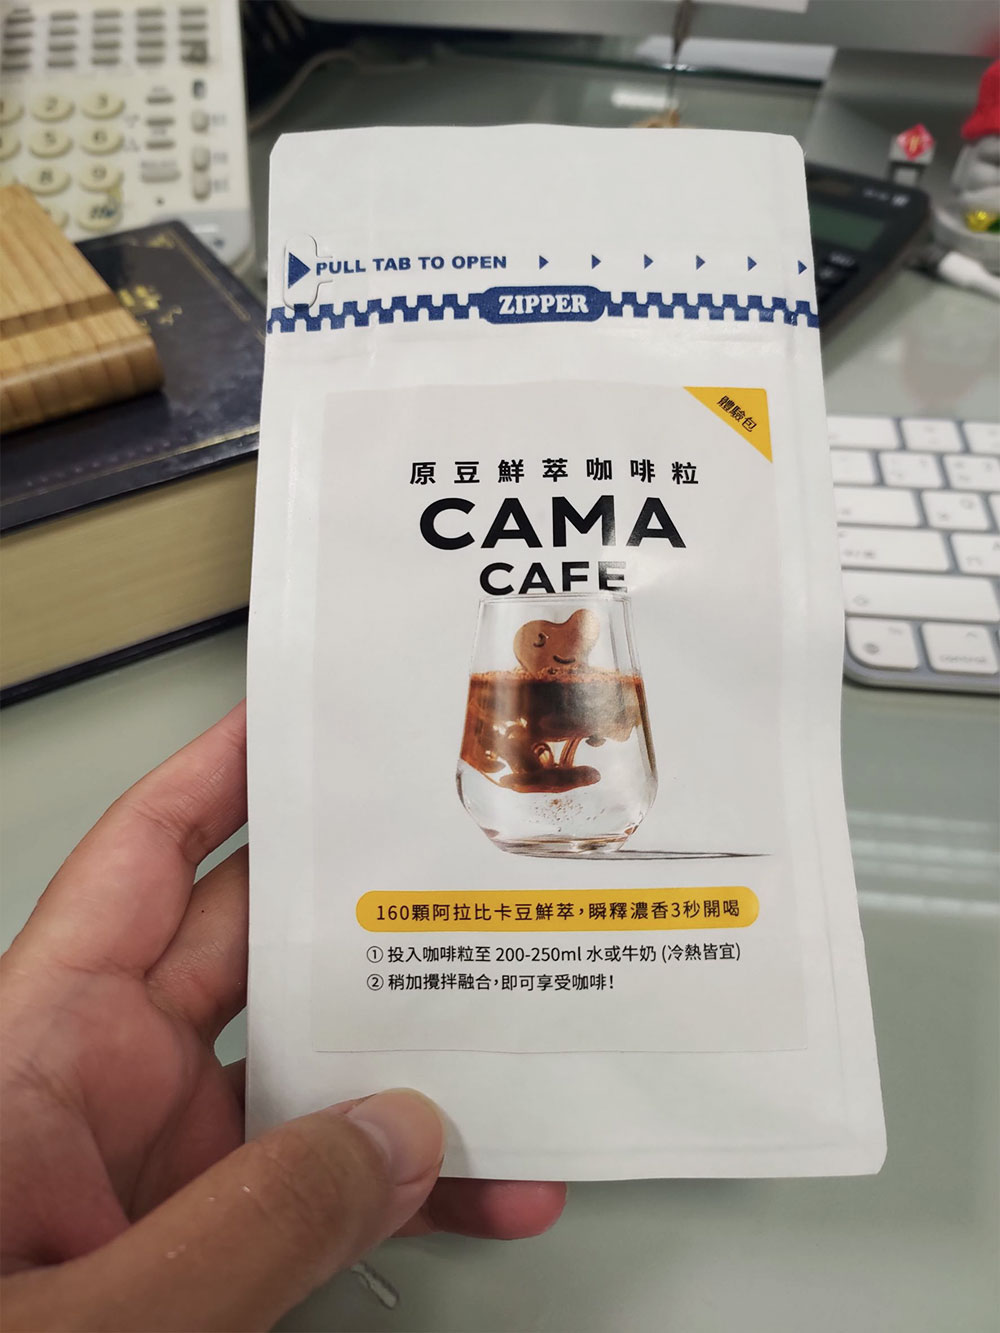 PULL TAB TO OPEN
ZIPPER
體驗包
原豆鮮萃咖啡粒
CAMA
CAFE
160顆阿拉比卡豆鮮萃，瞬釋濃香3秒開喝
① 投入咖啡粒至 200-250ml 水或牛奶 (冷熱皆宜)
② 稍加攪拌融合，即可享受咖啡!